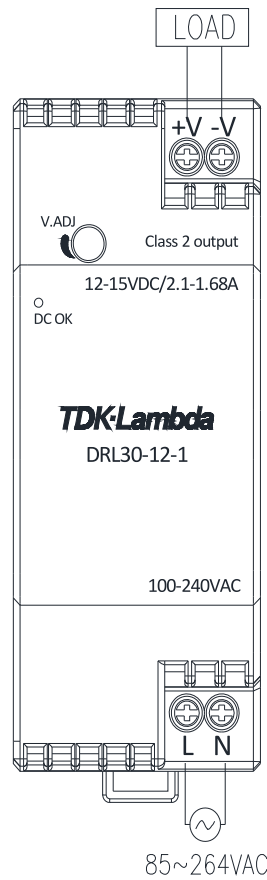 LOAD
+V -V
V.ADJ
Class 2 output
12-15VDC/2.1-1.68A
DC OK
TDK·Lambda
DRL30-12-1
100-240VAC
L N
85~264VAC